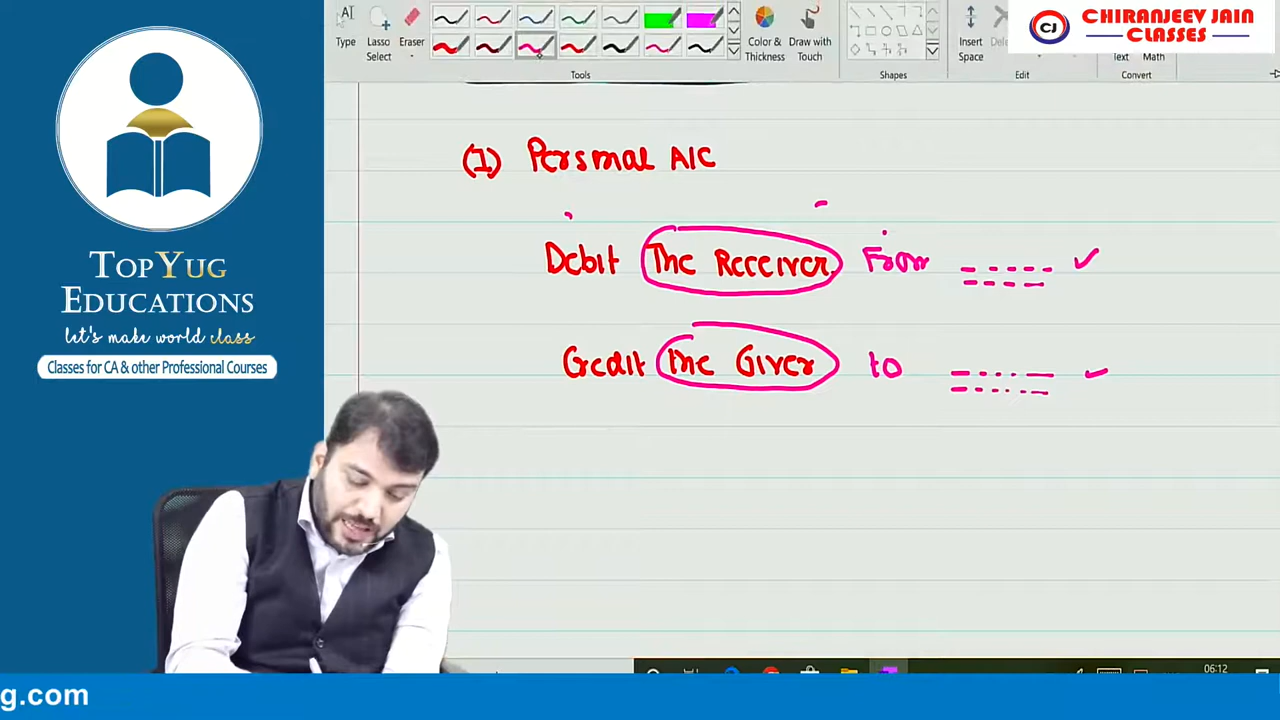 Type
Lasso
Select
Eraser
Tools
Color &
Thickness
Draw with
Touch
Shapes
Insert
Space
Edit
Text
Math
Convert
CJ
CHIRANJEEV JAIN
CLASSES
TOPYUG
EDUCATIONS
let's make world class
Classes for CA & other Professional Courses
(1) Personal A/C
Debit The Receiver From
Credit the Giver to
06:12
g.com